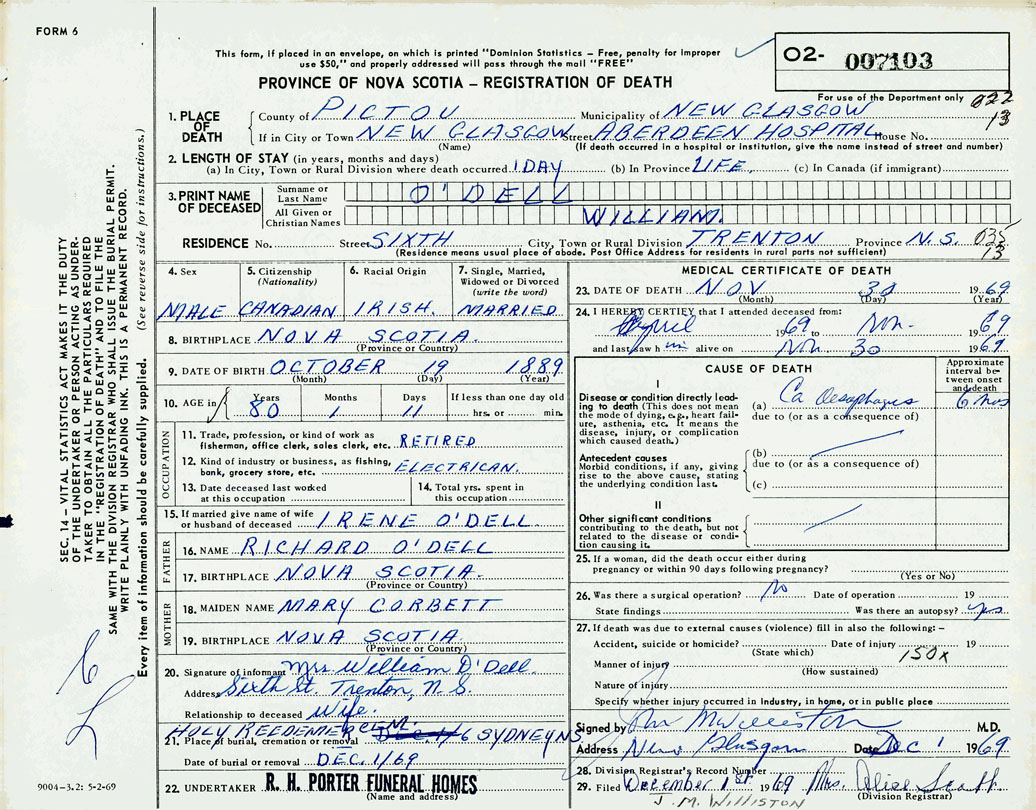 FORM 6
This form, if placed in an envelope, on which is printed "Dominion Statistics – Free, penalty for improper
use $50," and properly addressed will pass through the mail "FREE"
O2- 007103
PROVINCE OF NOVA SCOTIA – REGISTRATION OF DEATH
For use of the Department only 022
13
1. PLACE OF DEATH
County of PICTOU Municipality of NEW GLASGOW
If in City or Town NEW GLASGOW Street ABERDEEN HOSPITAL House No.
(Name) (If death occurred in a hospital or institution, give the name instead of street and number)
2. LENGTH OF STAY (in years, months and days)
(a) In City, Town or Rural Division where death occurred 1 DAY (b) In Province LIFE. (c) In Canada (if immigrant)
3. PRINT NAME OF DECEASED
Surname or Last Name O'DELL
All Given or Christian Names WILLIAM.
RESIDENCE No. Street SIXTH City, Town or Rural Division TRENTON Province N.S. 035
13
(Residence means usual place of abode. Post Office Address for residents in rural parts not sufficient)
4. Sex
MALE
5. Citizenship
(Nationality)
CANADIAN
6. Racial Origin
IRISH.
7. Single, Married,
Widowed or Divorced
(write the word)
MARRIED
8. BIRTHPLACE NOVA SCOTIA.
(Province or Country)
9. DATE OF BIRTH OCTOBER 19 1889
(Month) (Day) (Year)
10. AGE in Years Months Days If less than one day old
80 1 11 hrs. or min.
OCCUPATION
11. Trade, profession, or kind of work as
fisherman, office clerk, sales clerk, etc. RETIRED
12. Kind of industry or business, as fishing,
bank, grocery store, etc. ELECTRICAN.
13. Date deceased last worked
at this occupation
14. Total yrs. spent in
this occupation
15. If married give name of wife
or husband of deceased IRENE O'DELL.
FATHER
16. NAME RICHARD O'DELL
17. BIRTHPLACE NOVA SCOTIA.
(Province or Country)
MOTHER
18. MAIDEN NAME MARY CORBETT
19. BIRTHPLACE NOVA SCOTIA
(Province or Country)
20. Signature of informant Mrs William O'Dell.
Address Sixth St. Trenton, N.S.
Relationship to deceased wife.
HOLY REEDEMER CEM.
21. Place of burial, cremation or removal SYDNEY NS
Date of burial or removal DEC. 1/69
22. UNDERTAKER R. H. PORTER FUNERAL HOMES
(Name and address)
MEDICAL CERTIFICATE OF DEATH
23. DATE OF DEATH NOV 30 1969
(Month) (Day) (Year)
24. I HEREBY CERTIFY that I attended deceased from:
April 1969 to Nov. 1969
and last saw him alive on Nov. 30 1969.
CAUSE OF DEATH
Approximate
interval be-
tween onset
and death
I
Disease or condition directly lead-
ing to death (This does not mean
the mode of dying, e.g., heart fail-
ure, asthenia, etc. It means the
disease, injury, or complication
which caused death.)
(a) Ca Oesophagus 6 mos
due to (or as a consequence of)
Antecedent causes
Morbid conditions, if any, giving
rise to the above cause, stating
the underlying condition last.
(b)
due to (or as a consequence of)
(c)
II
Other significant conditions
contributing to the death, but not
related to the disease or condi-
tion causing it.
25. If a woman, did the death occur either during
pregnancy or within 90 days following pregnancy?
(Yes or No)
26. Was there a surgical operation? No Date of operation 19
State findings Was there an autopsy? yes
27. If death was due to external causes (violence) fill in also the following:–
Accident, suicide or homicide? Date of injury 19
(State which) 150X
Manner of injury
(How sustained)
Nature of injury
Specify whether injury occurred in Industry, in home, or in public place
Signed by McWilliston M.D.
Address New Glasgow Date Dec 1 1969
28. Division Registrar's Record Number
29. Filed December 1st 1969 Mrs. Alice Scott
(Division Registrar)
J. M. WILLISTON
SEC. 14 – VITAL STATISTICS ACT MAKES IT THE DUTY
OF THE UNDERTAKER OR PERSON ACTING AS UNDER-
TAKER TO OBTAIN ALL THE PARTICULARS REQUIRED
IN THE "REGISTRATION OF DEATH" AND TO FILE THE
SAME WITH THE DIVISION REGISTRAR WHO SHALL ISSUE THE BURIAL PERMIT.
WRITE PLAINLY WITH UNFADING INK. THIS IS A PERMANENT RECORD.
Every item of information should be carefully supplied. (See reverse side for instructions.)
9004–3.2: 5-2-69